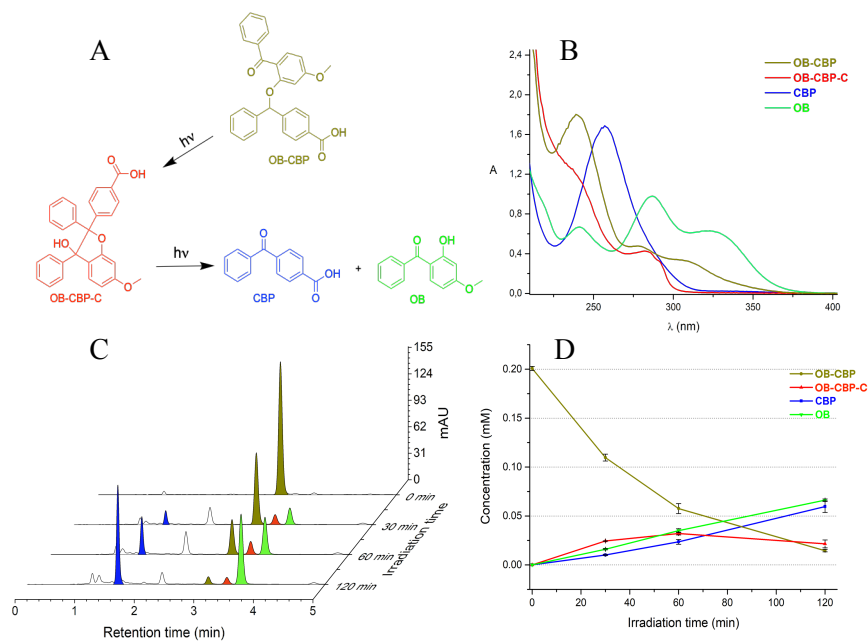 A
O
O
O
hν
OH
O
OB-CBP
O
OH
O
HO
O
OB-CBP-C
hν
O
OH
O
CBP
+
O
OH
O
OB
B
OB-CBP
OB-CBP-C
CBP
OB
2,4
1,8
A
1,2
0,6
0,0
250
300
350
400
λ (nm)
C
155
124
93
62
31
0
mAU
0 min
30 min
60 min
120 min
Irradiation time
0
1
2
3
4
5
Retention time (min)
D
OB-CBP
OB-CBP-C
CBP
OB
0.20
0.15
0.10
0.05
0.00
Concentration (mM)
0
20
40
60
80
100
120
Irradiation time (min)